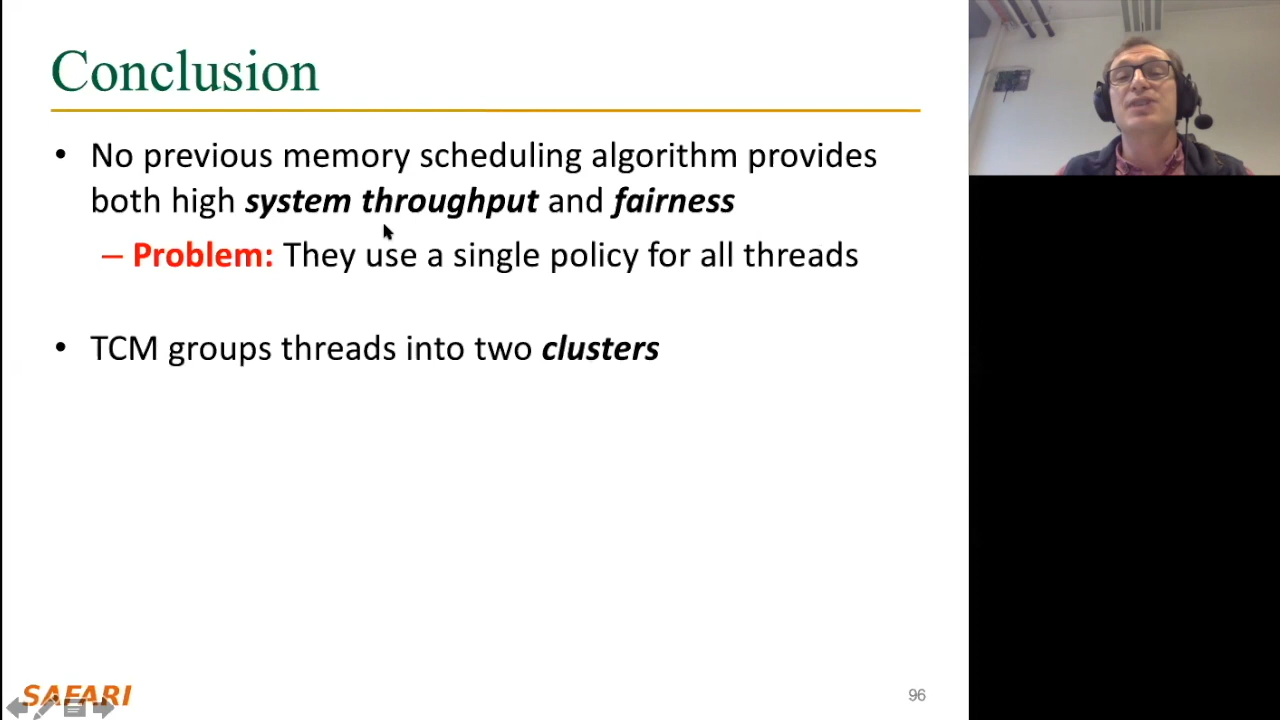 Conclusion
• No previous memory scheduling algorithm provides
both high system throughput and fairness
– Problem: They use a single policy for all threads
• TCM groups threads into two clusters
SAFARI
96